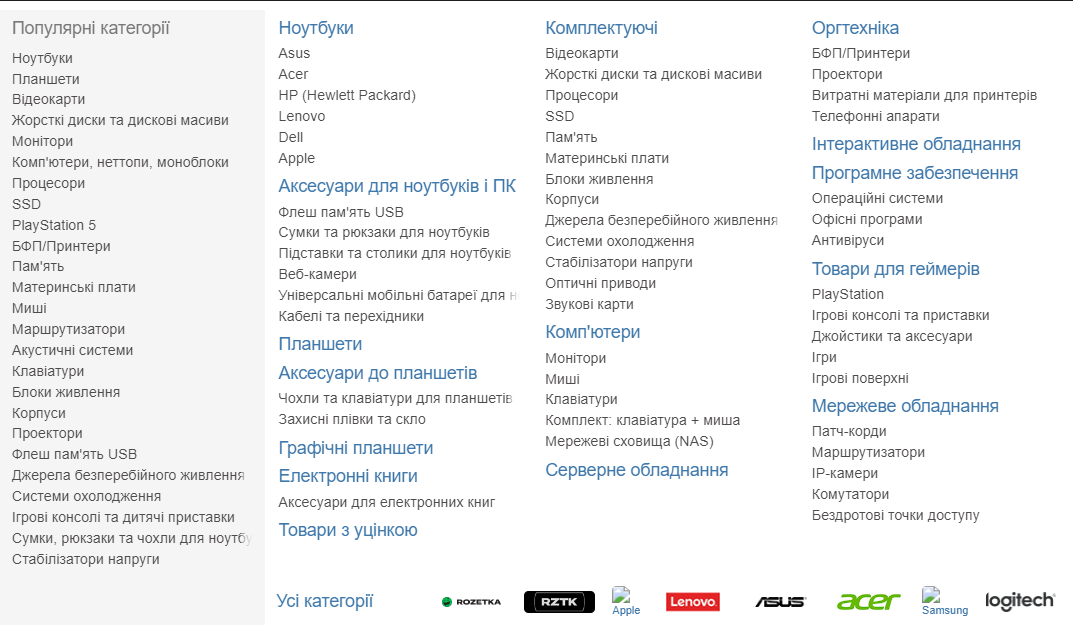 Популярні категорії
Ноутбуки
Планшети
Відеокарти
Жорсткі диски та дискові масиви
Монітори
Комп'ютери, неттопи, моноблоки
Процесори
SSD
PlayStation 5
БФП/Принтери
Пам'ять
Материнські плати
Миші
Маршрутизатори
Акустичні системи
Клавіатури
Блоки живлення
Корпуси
Проектори
Флеш пам'ять USB
Джерела безперебійного живлення
Системи охолодження
Ігрові консолі та дитячі приставки
Сумки, рюкзаки та чохли для ноутбу
Стабілізатори напруги
Ноутбуки
Asus
Acer
HP (Hewlett Packard)
Lenovo
Dell
Apple
Аксесуари для ноутбуків і ПК
Флеш пам'ять USB
Сумки та рюкзаки для ноутбуків
Підставки та столики для ноутбуків
Веб-камери
Універсальні мобільні батареї для н
Кабелі та перехідники
Планшети
Аксесуари до планшетів
Чохли та клавіатури для планшетів
Захисні плівки та скло
Графічні планшети
Електронні книги
Аксесуари для електронних книг
Товари з уцінкою
Комплектуючі
Відеокарти
Жорсткі диски та дискові масиви
Процесори
SSD
Пам'ять
Материнські плати
Блоки живлення
Корпуси
Джерела безперебійного живлення
Системи охолодження
Стабілізатори напруги
Оптичні приводи
Звукові карти
Комп'ютери
Монітори
Миші
Клавіатури
Комплект: клавіатура + миша
Мережеві сховища (NAS)
Серверне обладнання
Оргтехніка
БФП/Принтери
Проектори
Витратні матеріали для принтерів
Телефонні апарати
Інтерактивне обладнання
Програмне забезпечення
Операційні системи
Офісні програми
Антивіруси
Товари для геймерів
PlayStation
Ігрові консолі та приставки
Джойстики та аксесуари
Ігри
Ігрові поверхні
Мережеве обладнання
Патч-корди
Маршрутизатори
IP-камери
Комутатори
Бездротові точки доступу
Усі категорії
ROZETKA
RZTK
Apple
Lenovo
ASUS
acer
Samsung
logitech